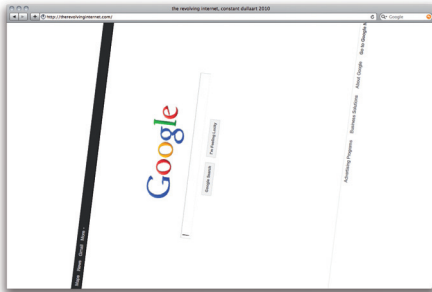 the revolving internet, constant dullaart 2010
http://therevolvinginternet.com/
Google
Maps News Gmail More
Google
Google Search I'm Feeling Lucky
Advertising Programs Business Solutions About Google Go to Google